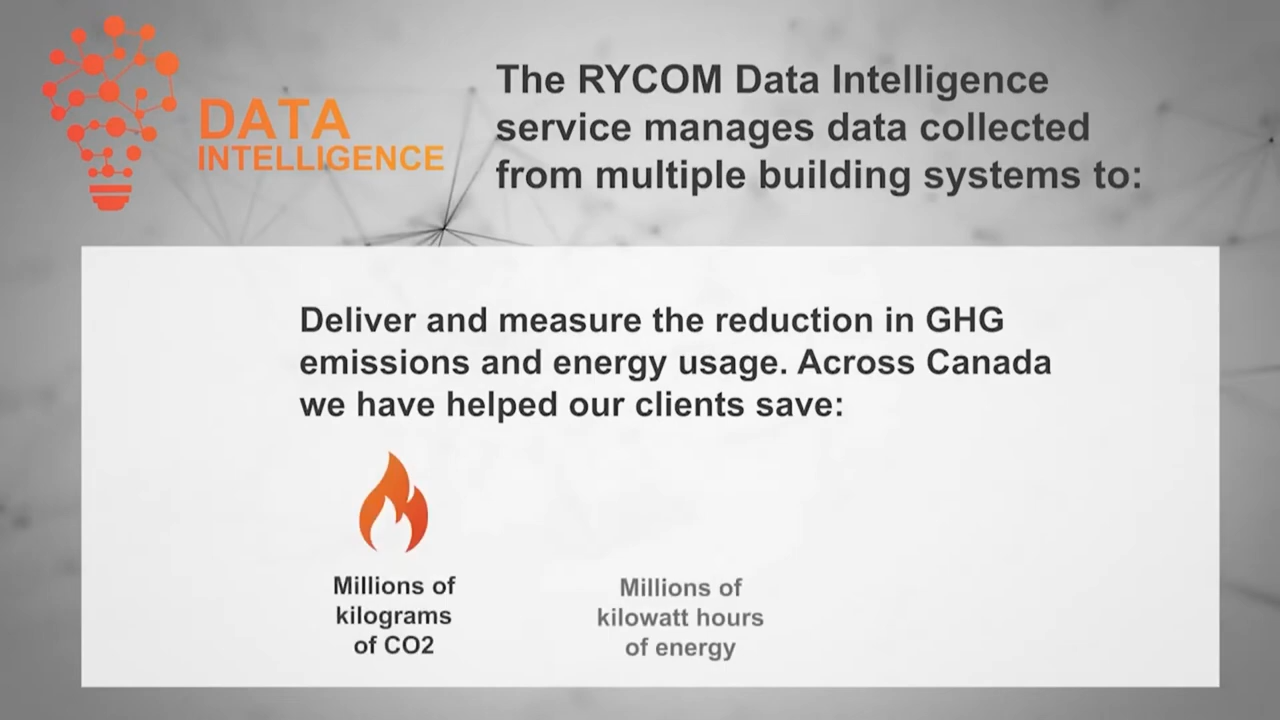 DATA
INTELLIGENCE
The RYCOM Data Intelligence
service manages data collected
from multiple building systems to:
Deliver and measure the reduction in GHG
emissions and energy usage. Across Canada
we have helped our clients save:
Millions of
kilograms
of CO2
Millions of
kilowatt hours
of energy